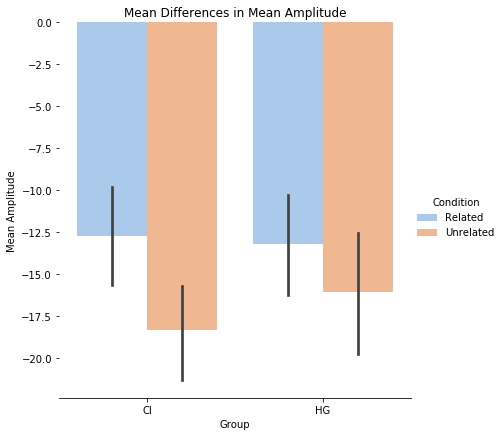 Mean Differences in Mean Amplitude
0.0
−2.5
−5.0
−7.5
−10.0
−12.5
−15.0
−17.5
−20.0
Mean Amplitude
CI
HG
Group
Condition
Related
Unrelated